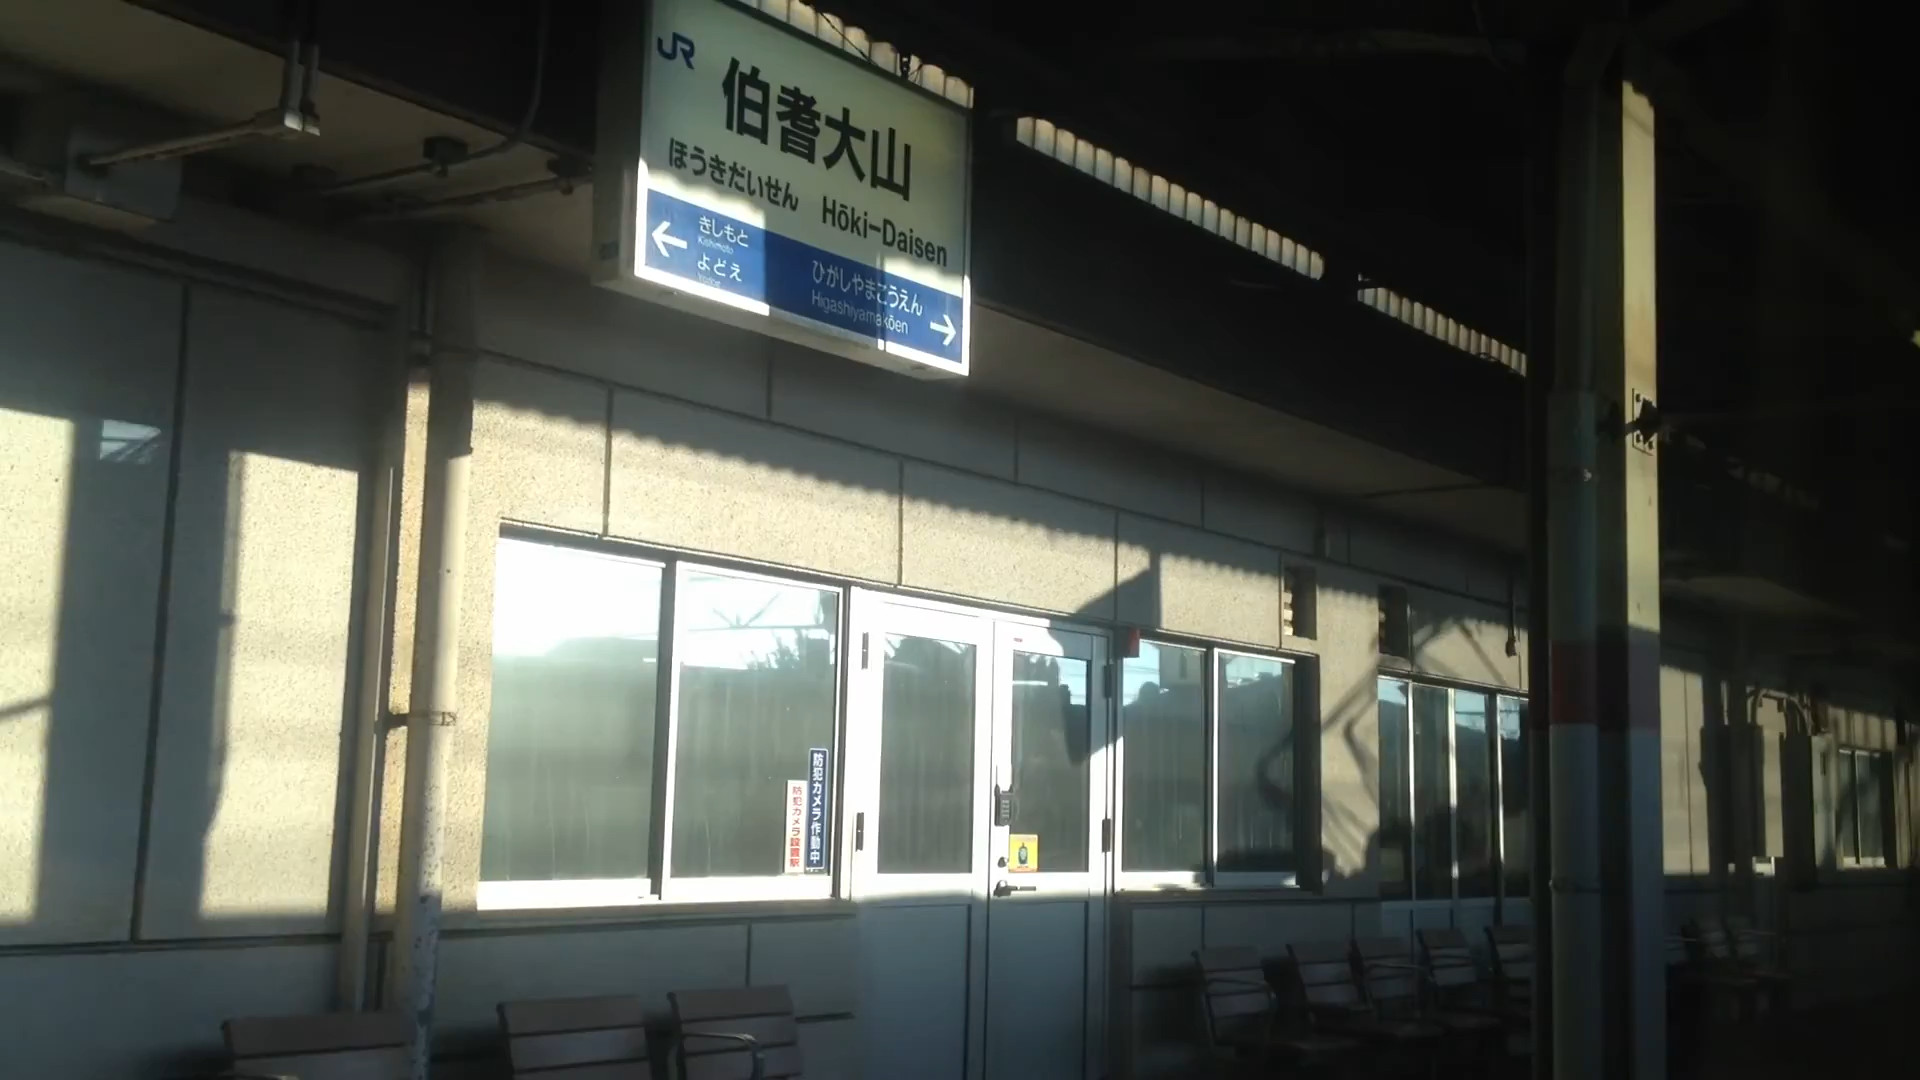 JR
伯耆大山
ほうきだいせん Hōki-Daisen
← きしもと
Kishimoto
よどえ
Yodoe
ひがしやまこうえん
Higashiyamakōen →
防犯カメラ作動中
防犯カメラ設置駅